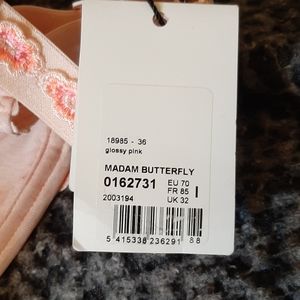 18985 - 36
glossy pink
MADAM BUTTERFLY
0162731 EU 70 FR 85 UK 32 I
2003194
5 415338 236291 88